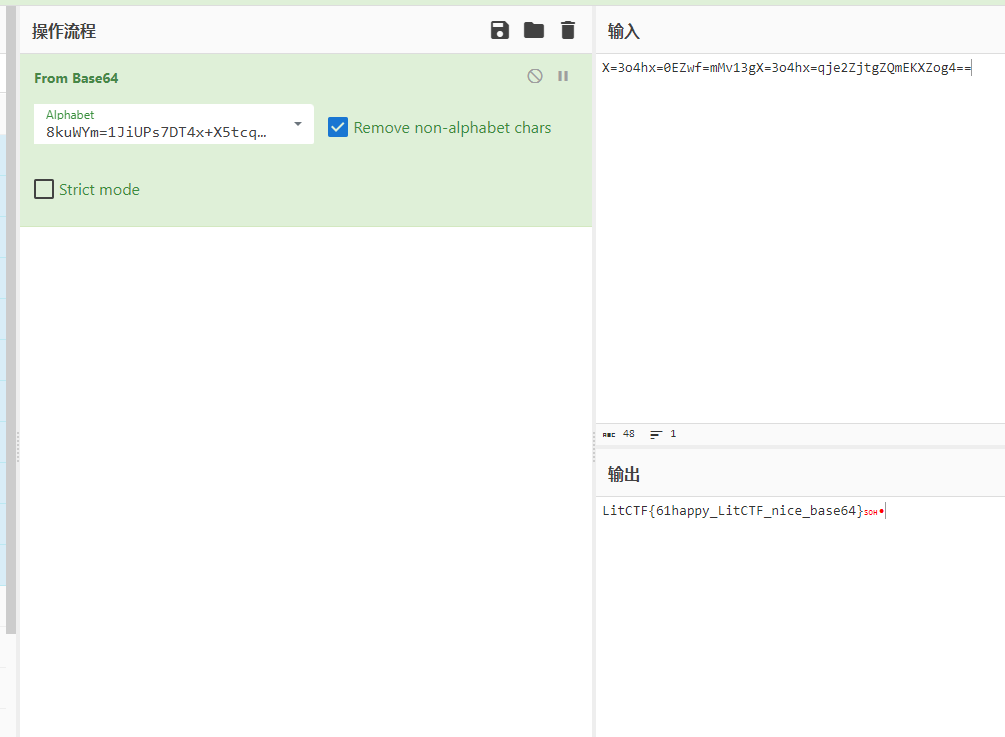 操作流程
From Base64
Alphabet
8kuWYm=1JiUPs7DT4x+X5tcq…
Remove non-alphabet chars
Strict mode
输入
X=3o4hx=0EZwf=mMv13gX=3o4hx=qje2ZjtgZQmEKXZog4==
ABC 48 1
输出
LitCTF{61happy_LitCTF_nice_base64}SOH•